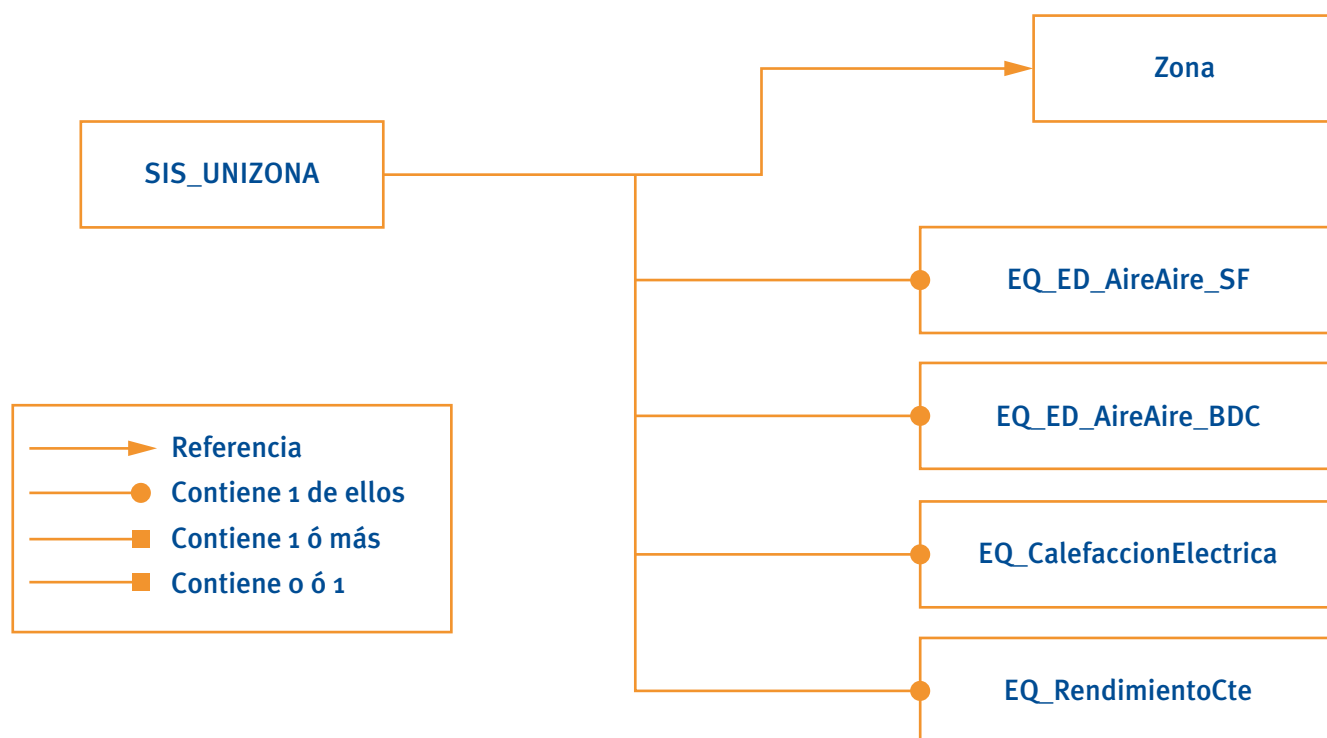 Zona
SIS_UNIZONA
EQ_ED_AireAire_SF
EQ_ED_AireAire_BDC
EQ_CalefaccionElectrica
EQ_RendimientoCte
Referencia
Contiene 1 de ellos
Contiene 1 ó más
Contiene 0 ó 1